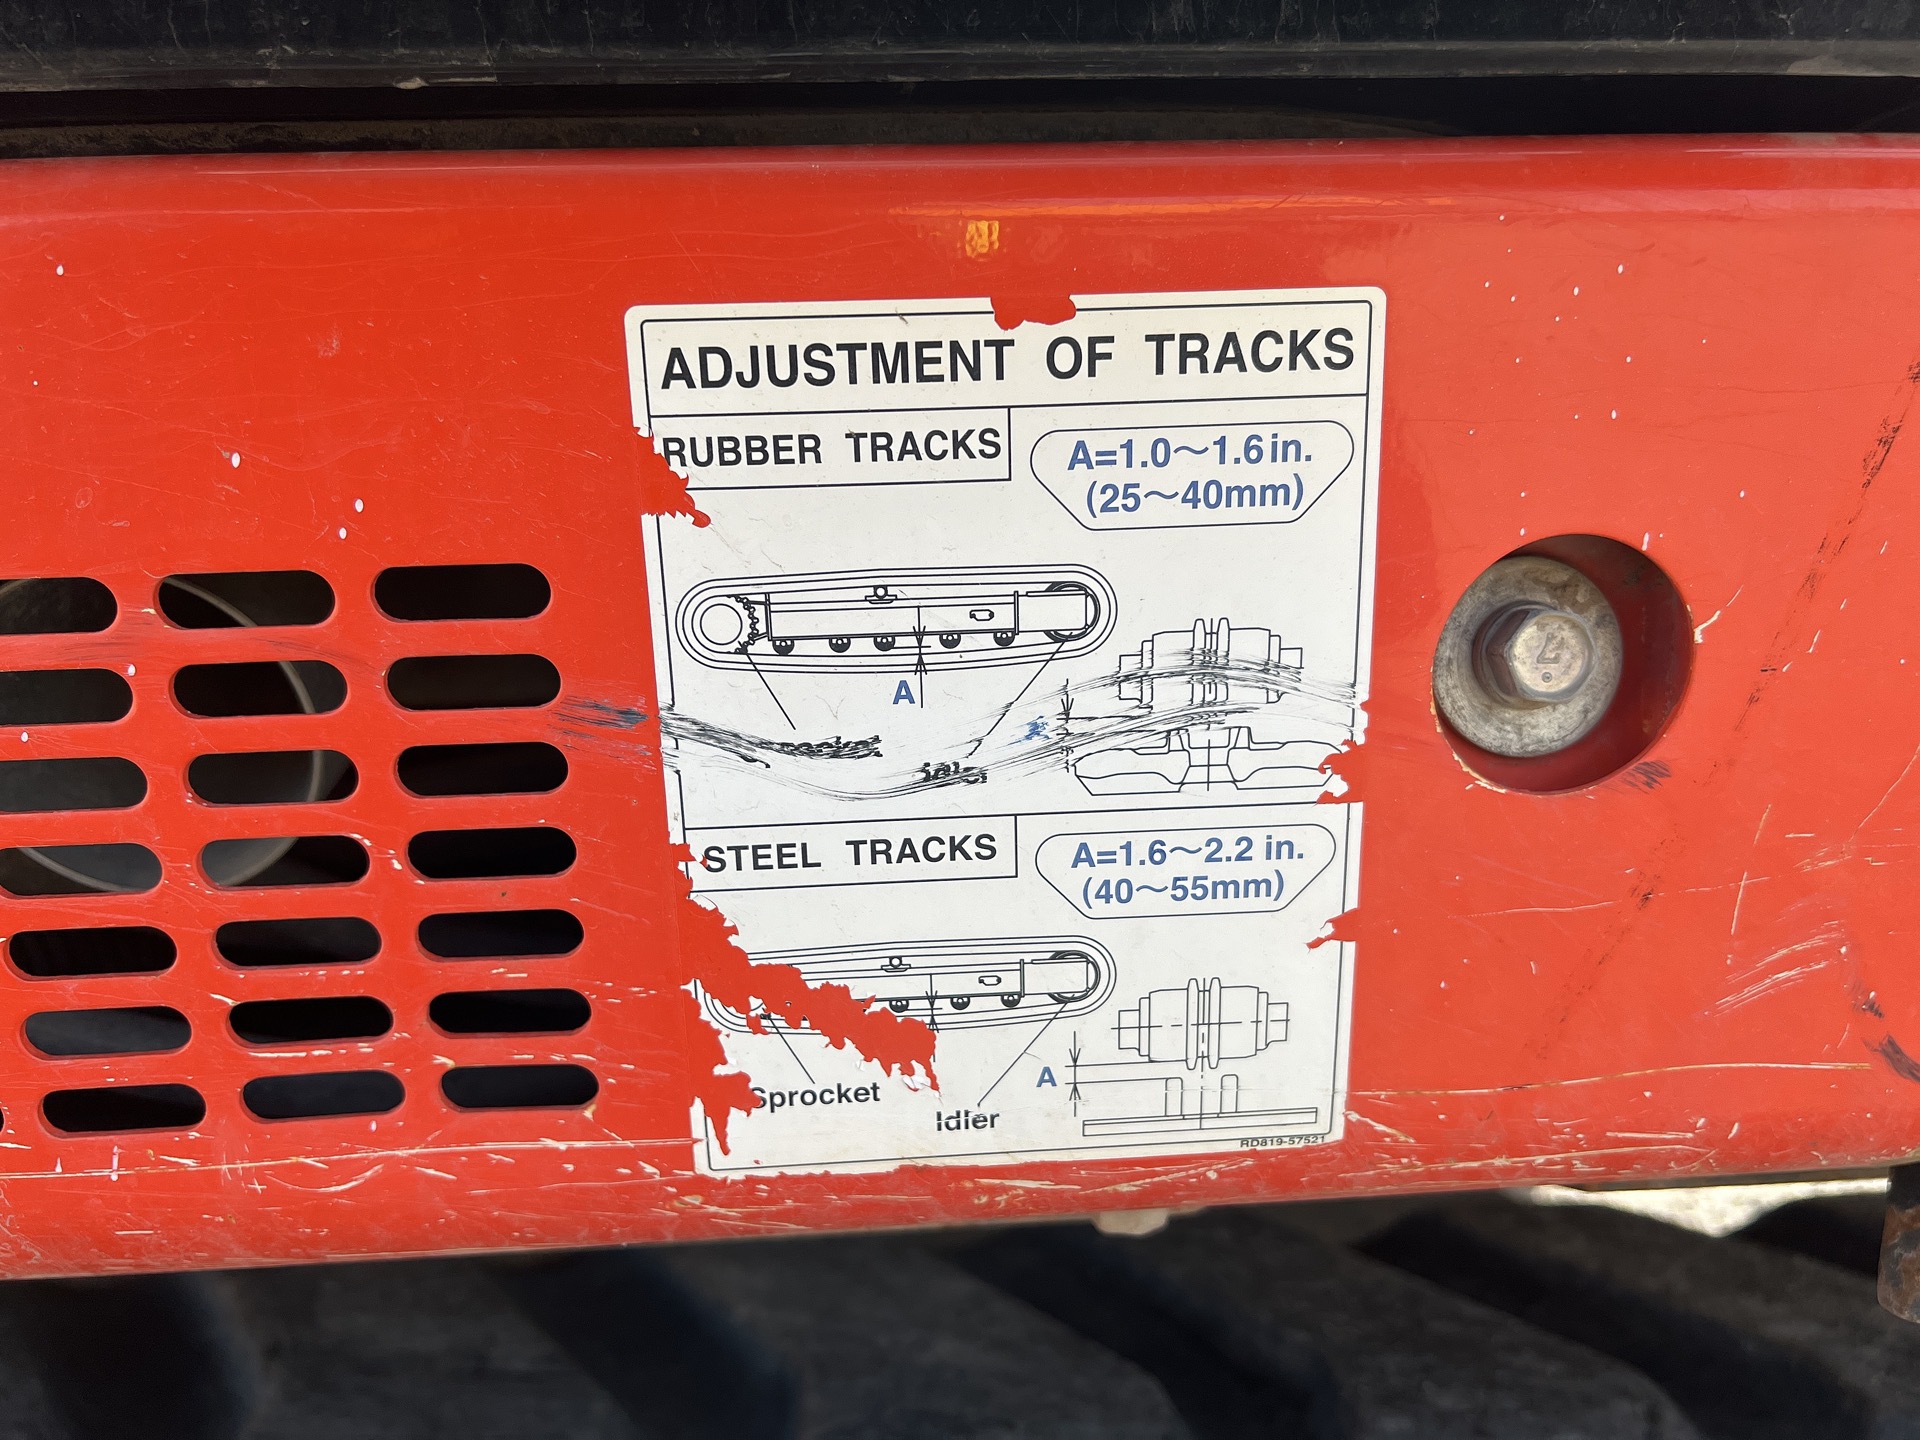 ADJUSTMENT OF TRACKS
RUBBER TRACKS
A=1.0～1.6 in.
(25～40mm)
A
STEEL TRACKS
A=1.6～2.2 in.
(40～55mm)
Sprocket
Idler
A
RD819-57521
7